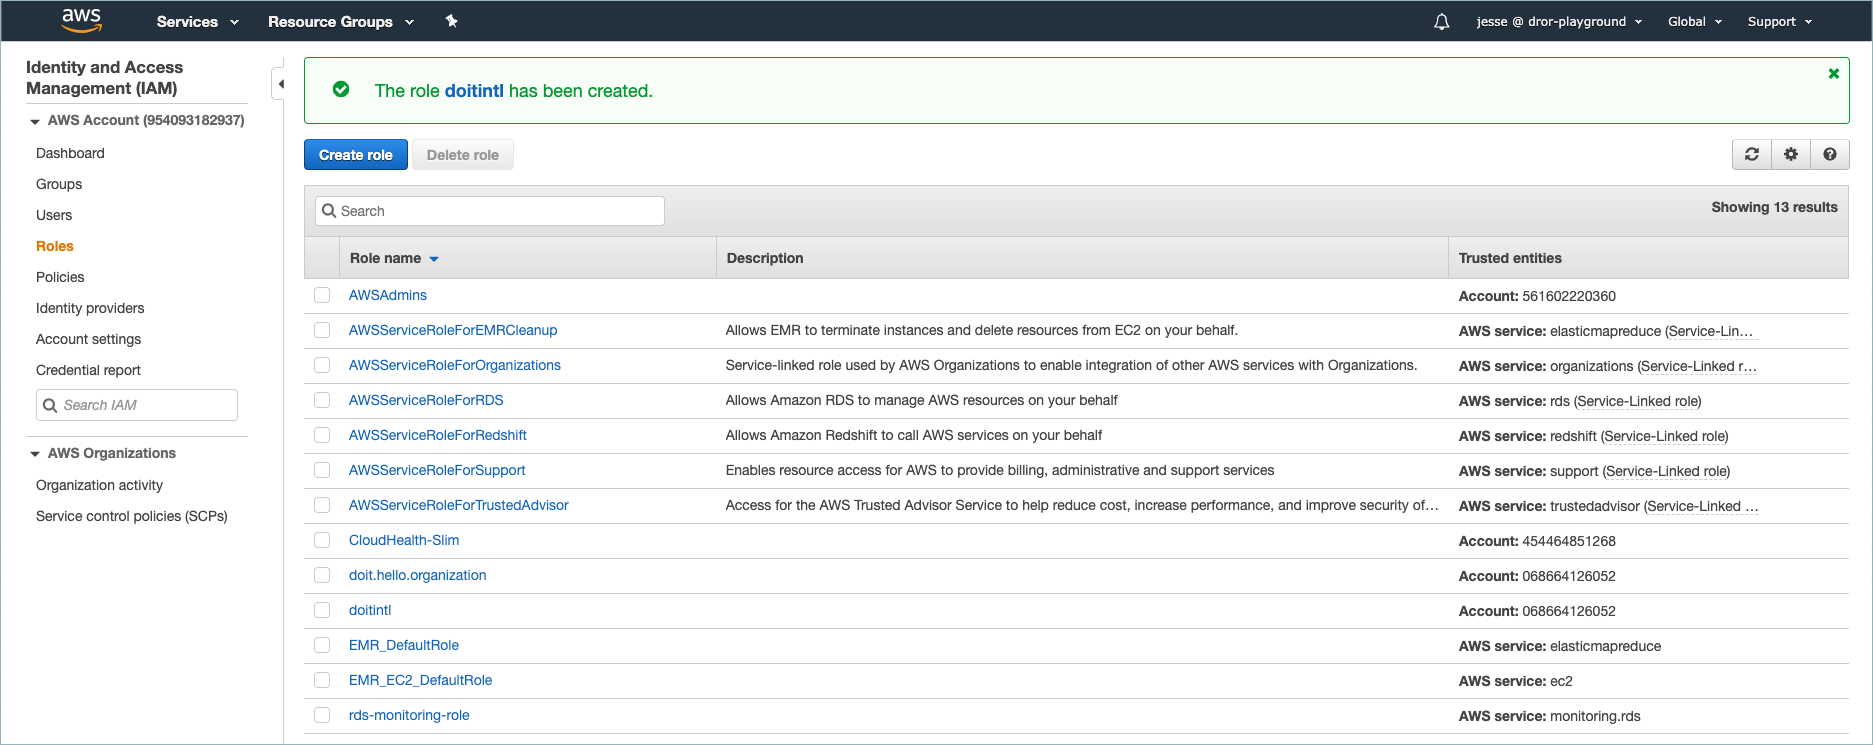 aws
Services
Resource Groups
jesse @ dror-playground
Global
Support
Identity and Access
Management (IAM)
AWS Account (954093182937)
Dashboard
Groups
Users
Roles
Policies
Identity providers
Account settings
Credential report
Search IAM
AWS Organizations
Organization activity
Service control policies (SCPs)
The role doitintl has been created.
Create role
Delete role
Search
Showing 13 results
Role name
Description
Trusted entities
AWSAdmins
Account: 561602220360
AWSServiceRoleForEMRCleanup
Allows EMR to terminate instances and delete resources from EC2 on your behalf.
AWS service: elasticmapreduce (Service-Lin…
AWSServiceRoleForOrganizations
Service-linked role used by AWS Organizations to enable integration of other AWS services with Organizations.
AWS service: organizations (Service-Linked r…
AWSServiceRoleForRDS
Allows Amazon RDS to manage AWS resources on your behalf
AWS service: rds (Service-Linked role)
AWSServiceRoleForRedshift
Allows Amazon Redshift to call AWS services on your behalf
AWS service: redshift (Service-Linked role)
AWSServiceRoleForSupport
Enables resource access for AWS to provide billing, administrative and support services
AWS service: support (Service-Linked role)
AWSServiceRoleForTrustedAdvisor
Access for the AWS Trusted Advisor Service to help reduce cost, increase performance, and improve security of…
AWS service: trustedadvisor (Service-Linked …
CloudHealth-Slim
Account: 454464851268
doit.hello.organization
Account: 068664126052
doitintl
Account: 068664126052
EMR_DefaultRole
AWS service: elasticmapreduce
EMR_EC2_DefaultRole
AWS service: ec2
rds-monitoring-role
AWS service: monitoring.rds